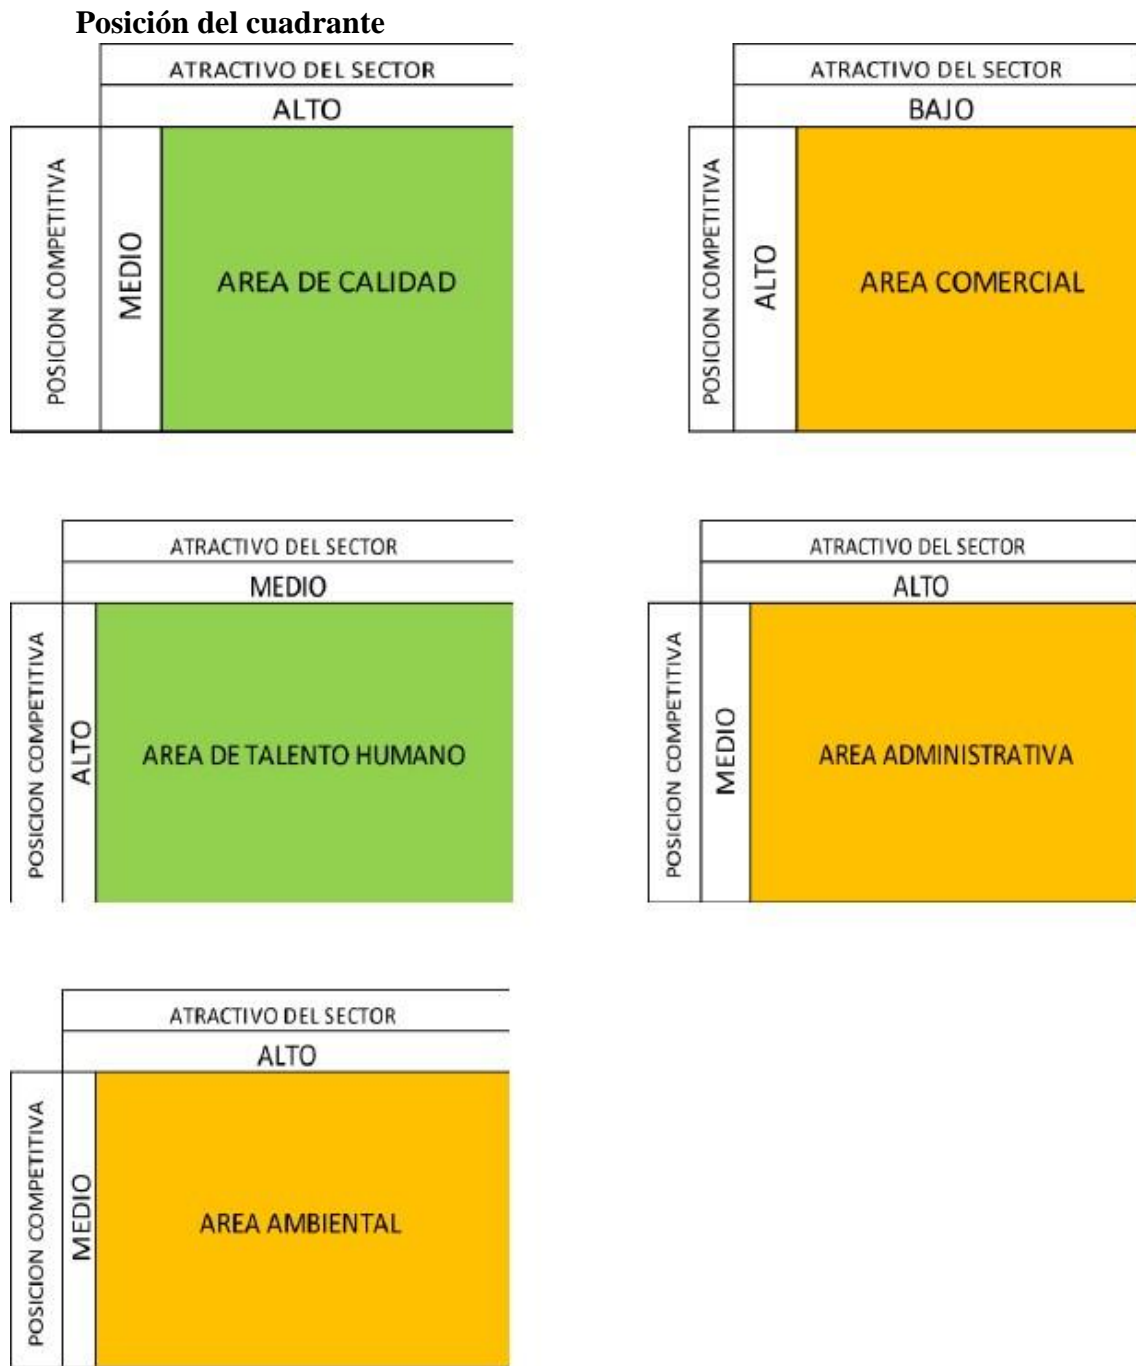 Posición del cuadrante
ATRACTIVO DEL SECTOR
ALTO
POSICION COMPETITIVA
MEDIO
AREA DE CALIDAD
ATRACTIVO DEL SECTOR
BAJO
POSICION COMPETITIVA
ALTO
AREA COMERCIAL
ATRACTIVO DEL SECTOR
MEDIO
POSICION COMPETITIVA
ALTO
AREA DE TALENTO HUMANO
ATRACTIVO DEL SECTOR
ALTO
POSICION COMPETITIVA
MEDIO
AREA ADMINISTRATIVA
ATRACTIVO DEL SECTOR
ALTO
POSICION COMPETITIVA
MEDIO
AREA AMBIENTAL